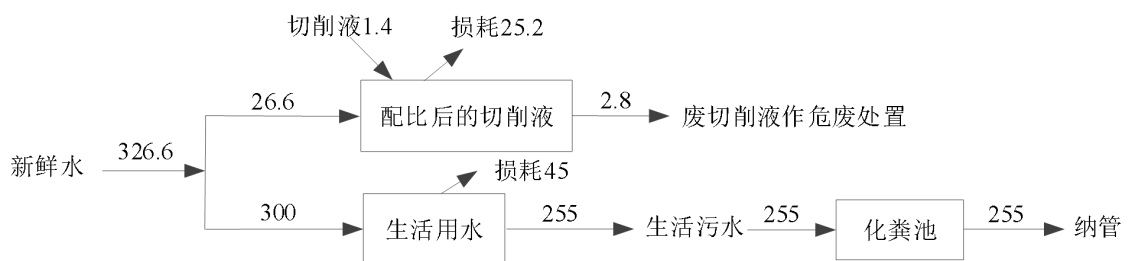 切削液1.4
损耗25.2
26.6
配比后的切削液
2.8
废切削液作危废处置
新鲜水
326.6
损耗45
300
生活用水
255
生活污水
255
化粪池
255
纳管